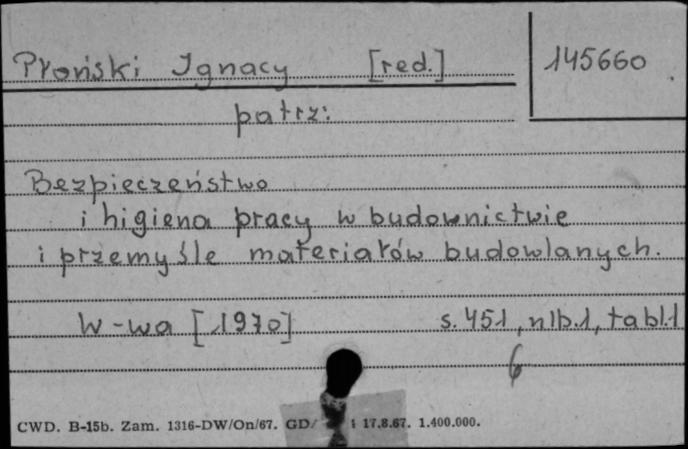 Płoński Ignacy [red.] 145660
patrz:
Bezpieczeństwo
i higiena pracy w budownictwie
i przemyśle materiałów budowlanych.
W-wa [1970] s. 451, nlb.1, tabl.1
6
CWD. B-15b. Zam. 1316-DW/On/67. GD/ 17.8.67. 1.400.000.